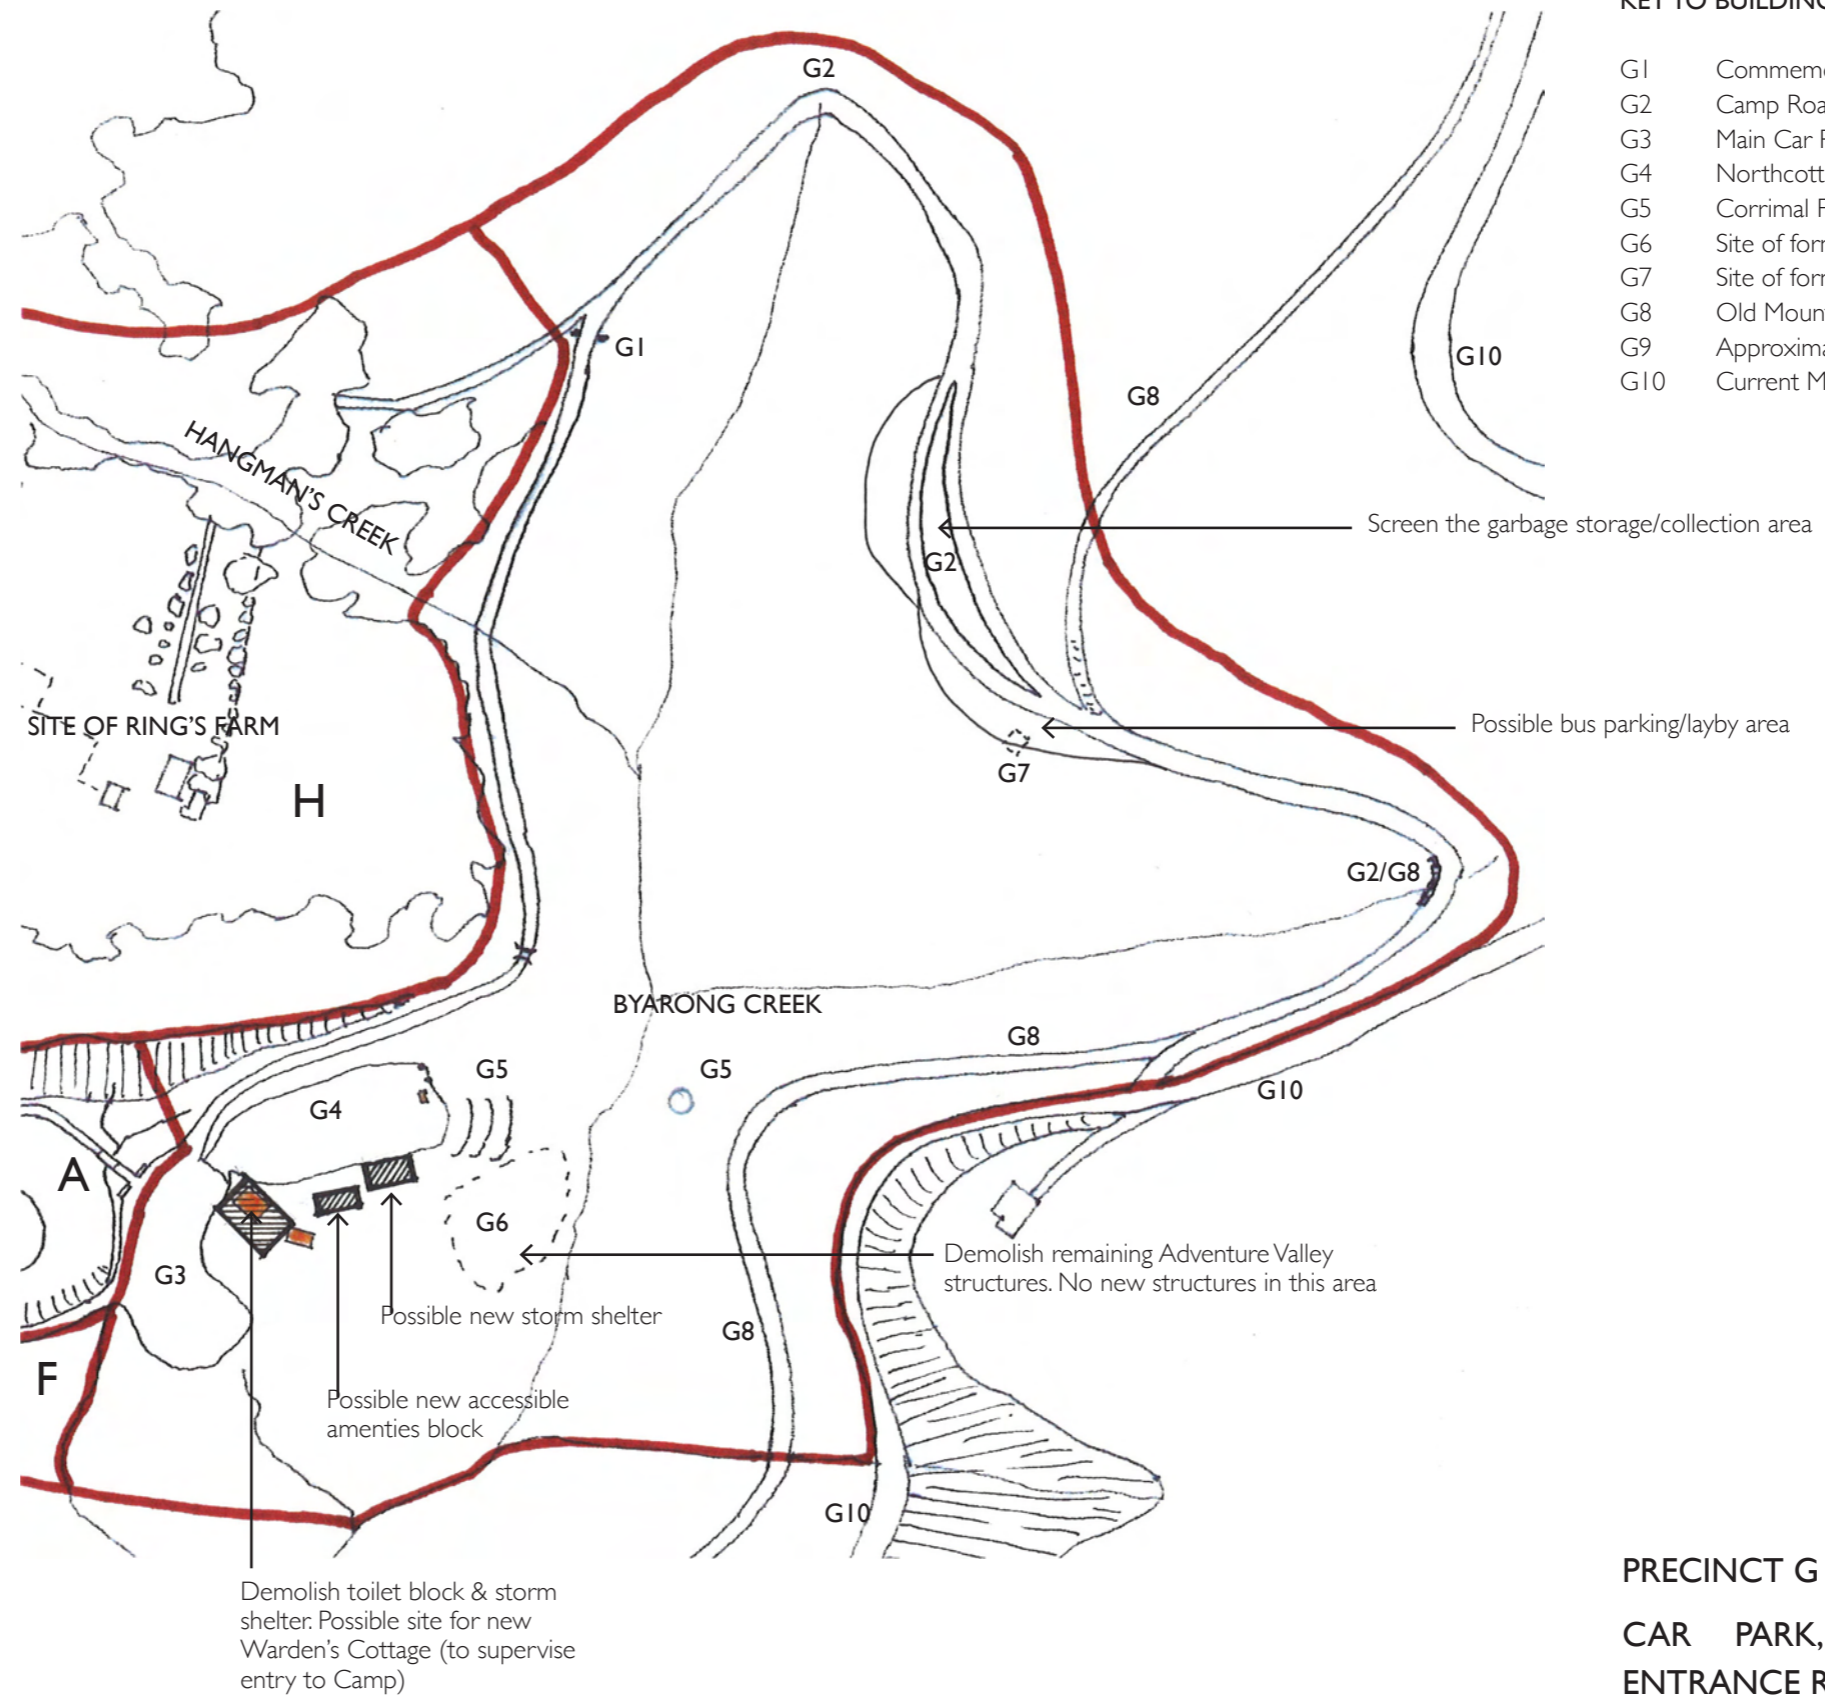 KEY TO BUILDING
G1 Commem
G2 Camp Roa
G3 Main Car P
G4 Northcott
G5 Corrimal
G6 Site of form
G7 Site of form
G8 Old Moun
G9 Approxima
G10 Current M
G2
G1
G8
G10
HANGMAN'S CREEK
Screen the garbage storage/collection area
G2
SITE OF RING'S FARM
Possible bus parking/layby area
G7
H
G2/G8
BYARONG CREEK
G8
G5
G5
G10
G4
A
G6
Demolish remaining Adventure Valley
structures. No new structures in this area
G3
Possible new storm shelter
G8
F
Possible new accessible
amenties block
G10
Demolish toilet block & storm
shelter. Possible site for new
Warden's Cottage (to supervise
entry to Camp)
PRECINCT G
CAR PARK,
ENTRANCE R